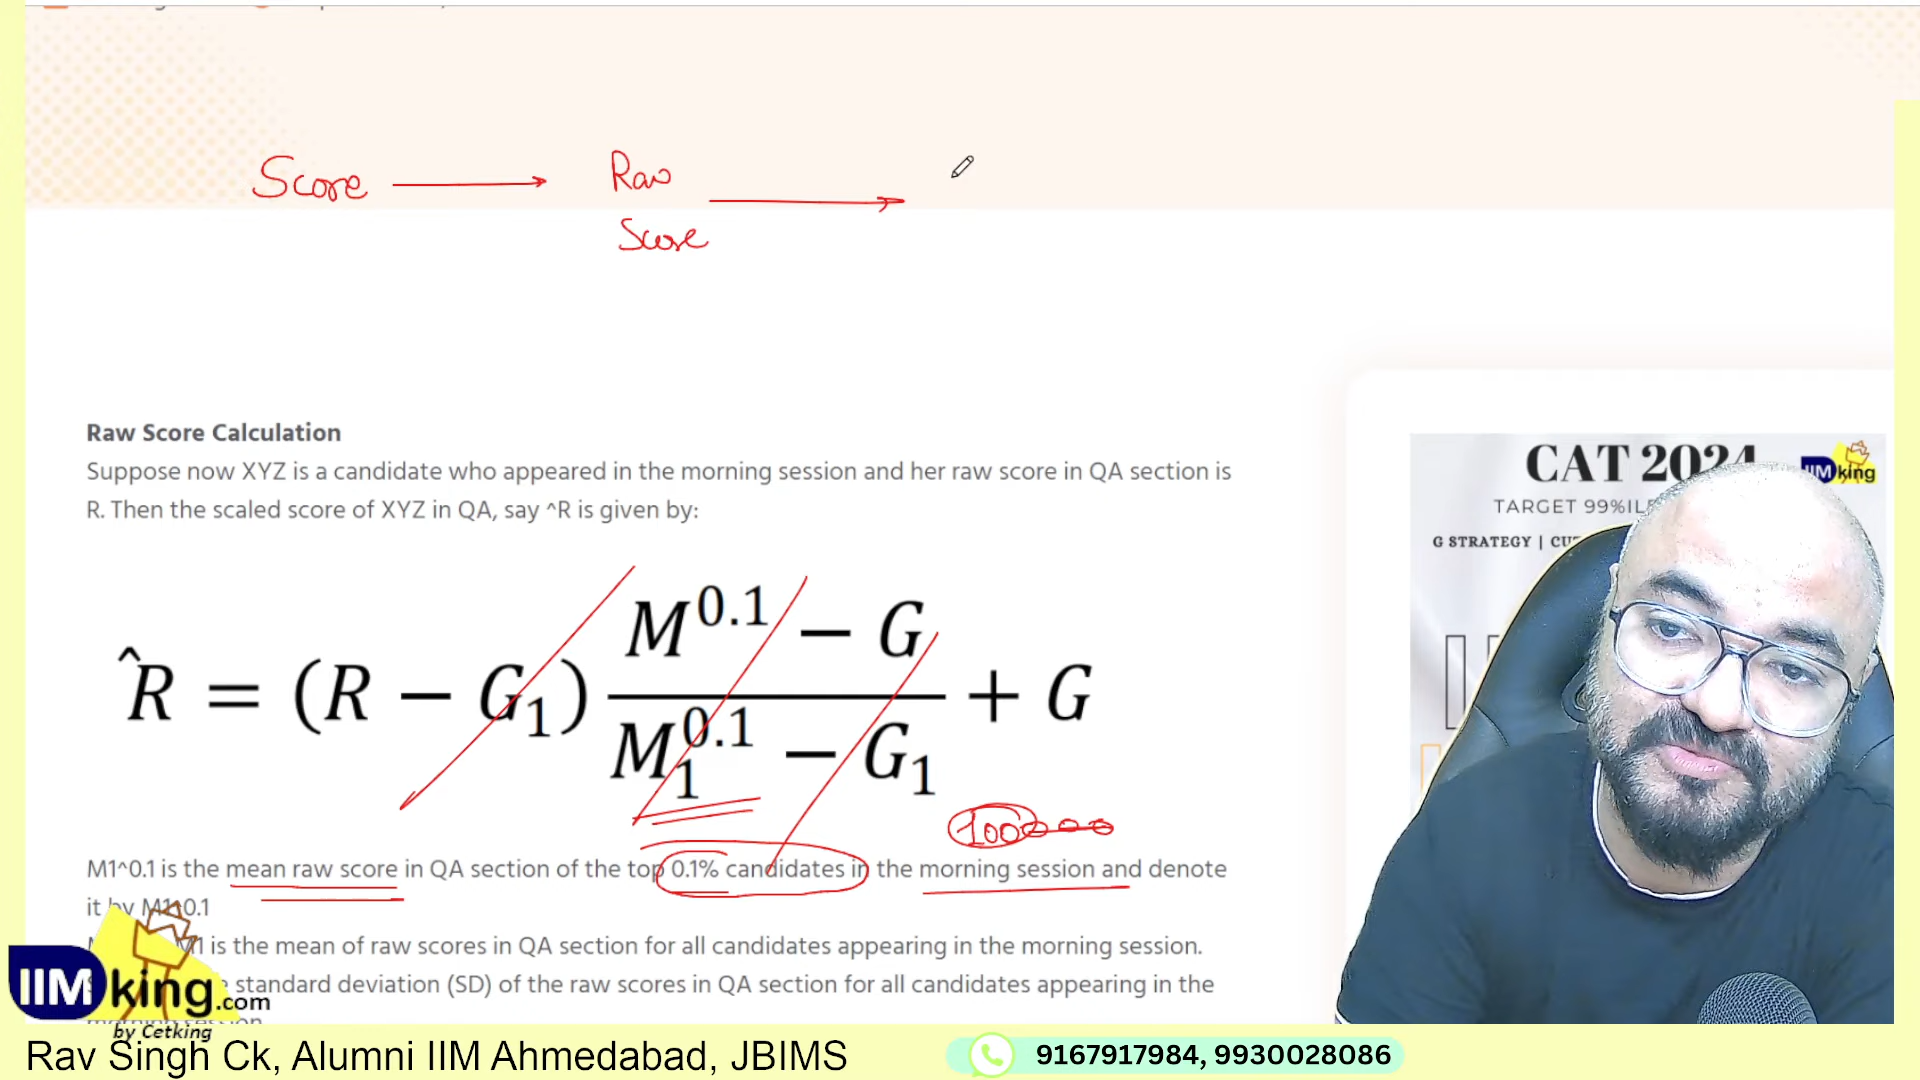 Score
Raw
Score
Raw Score Calculation
Suppose now XYZ is a candidate who appeared in the morning session and her raw score in QA section is
R. Then the scaled score of XYZ in QA, say ^R is given by:
R̂ = (R − G₁) (M^0.1 − G) / (M₁^0.1 − G₁) + G
100000
M1^0.1 is the mean raw score in QA section of the top 0.1% candidates in the morning session and denote
it by M1^0.1
M1 is the mean of raw scores in QA section for all candidates appearing in the morning session.
standard deviation (SD) of the raw scores in QA section for all candidates appearing in the
CAT 2024
IIMking
TARGET 99%IL
G STRATEGY |
IIMking.com
by Cetking
Rav Singh Ck, Alumni IIM Ahmedabad, JBIMS
9167917984, 9930028086